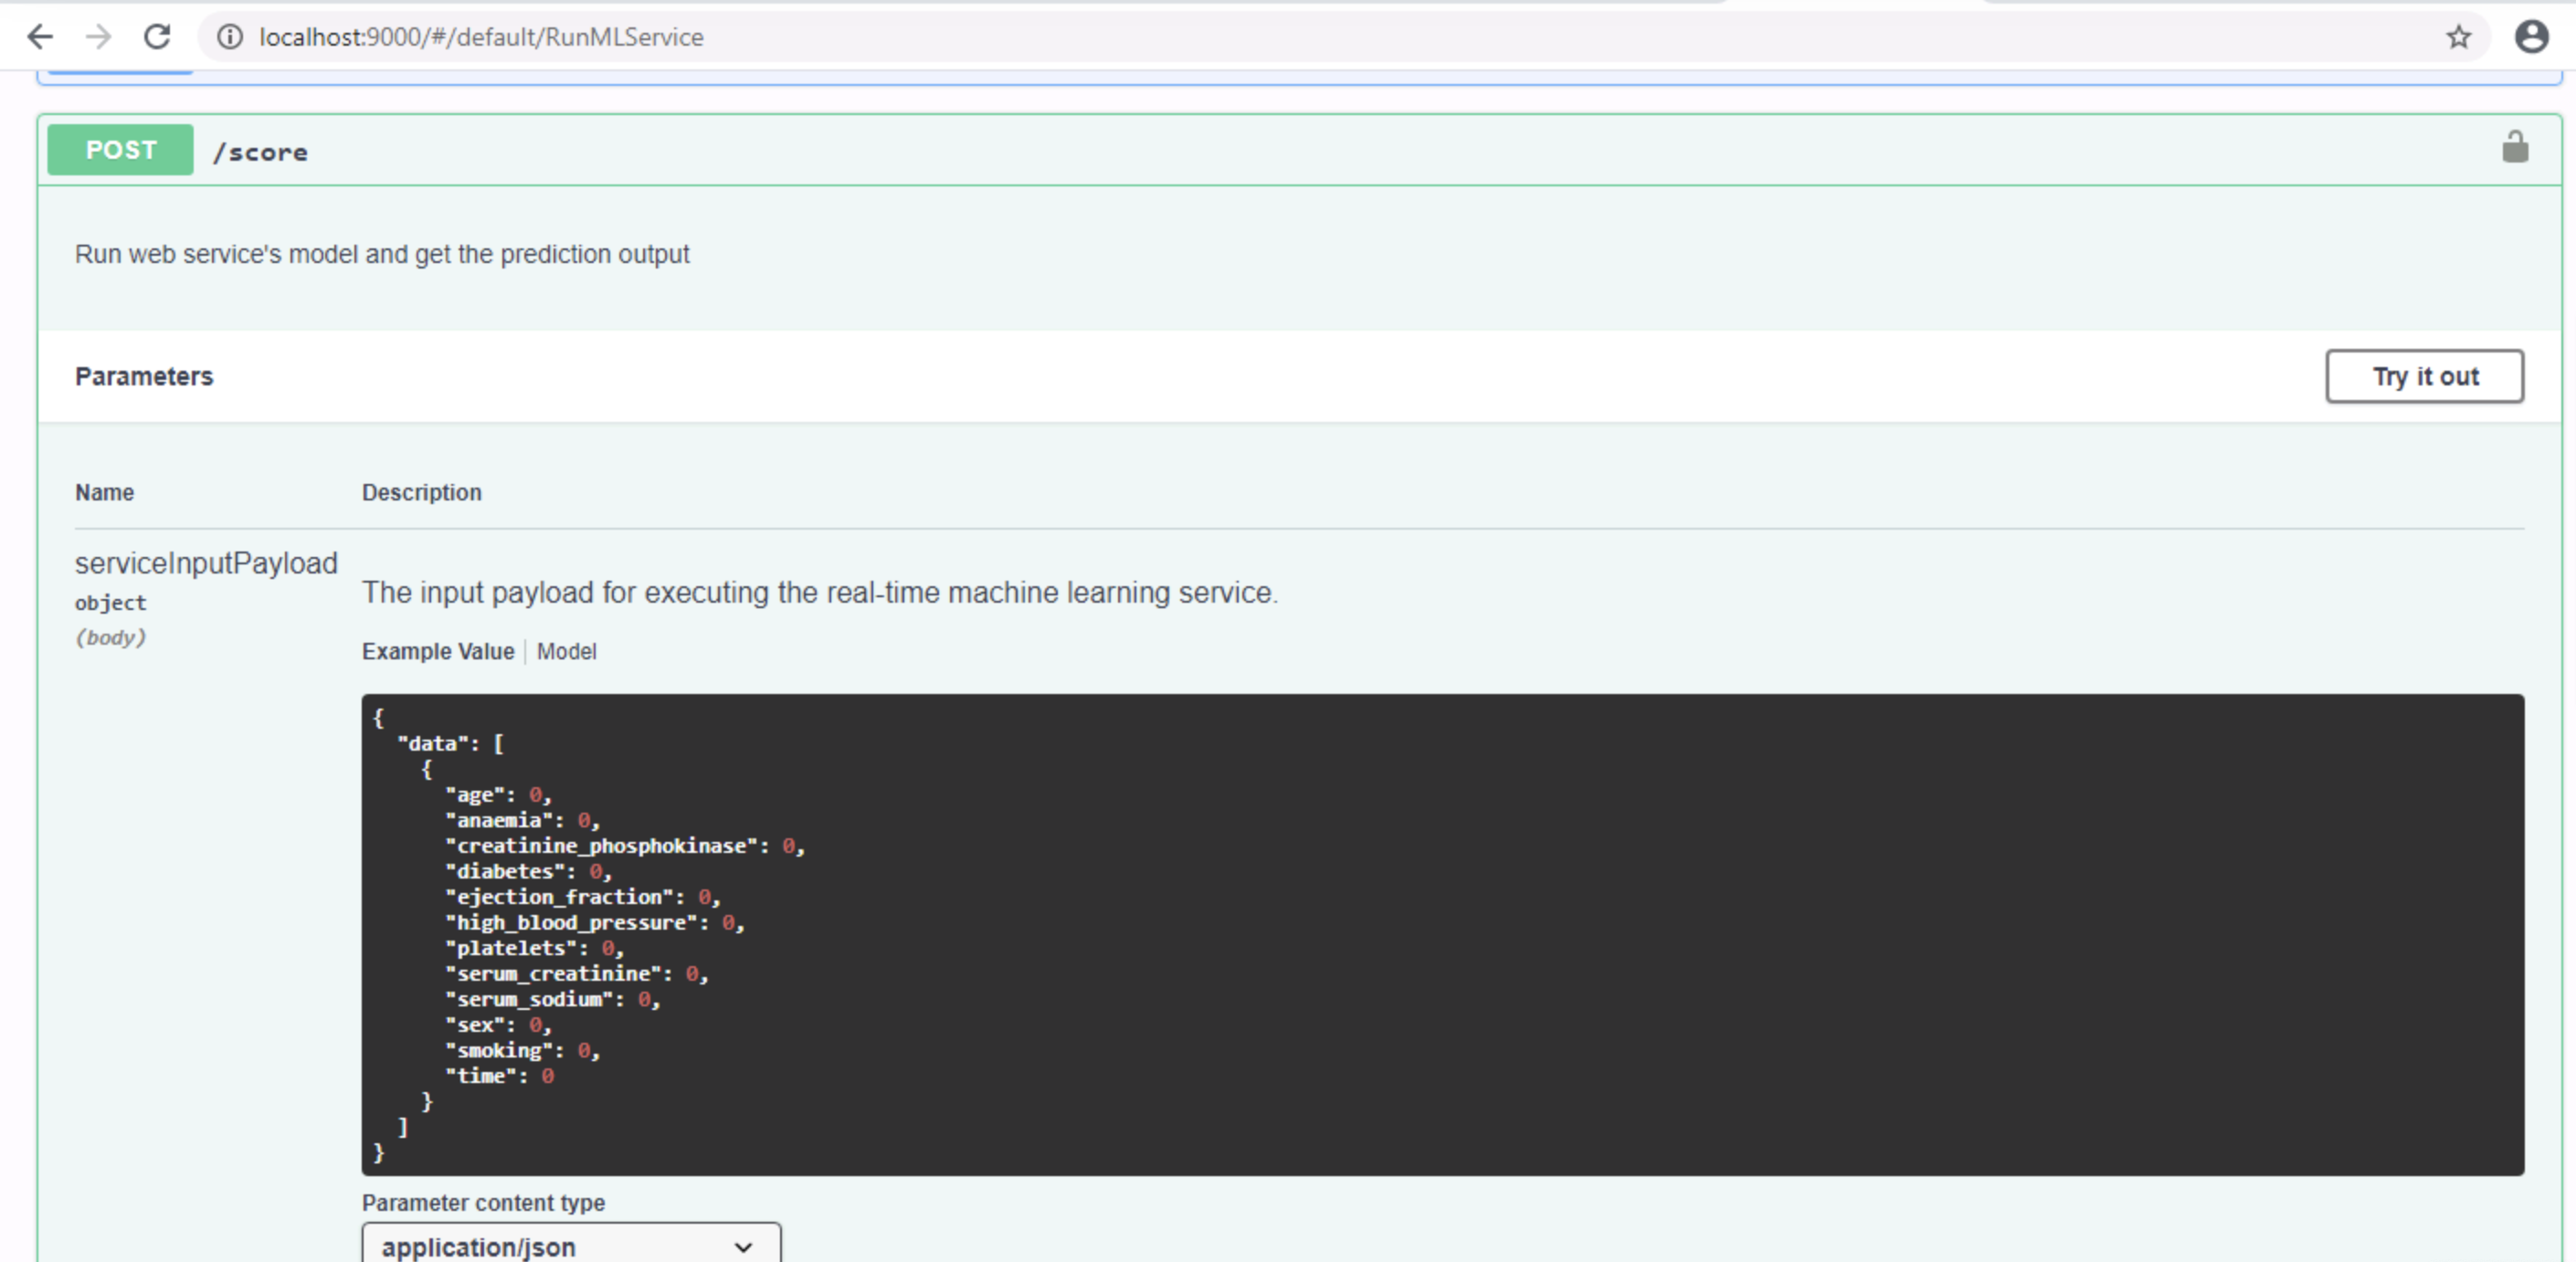 localhost:9000/#/default/RunMLService
POST /score
Run web service's model and get the prediction output
Parameters
Try it out
Name Description
serviceInputPayload
object
(body)
The input payload for executing the real-time machine learning service.
Example Value | Model
{
  "data": [
    {
      "age": 0,
      "anaemia": 0,
      "creatinine_phosphokinase": 0,
      "diabetes": 0,
      "ejection_fraction": 0,
      "high_blood_pressure": 0,
      "platelets": 0,
      "serum_creatinine": 0,
      "serum_sodium": 0,
      "sex": 0,
      "smoking": 0,
      "time": 0
    }
  ]
}
Parameter content type
application/json